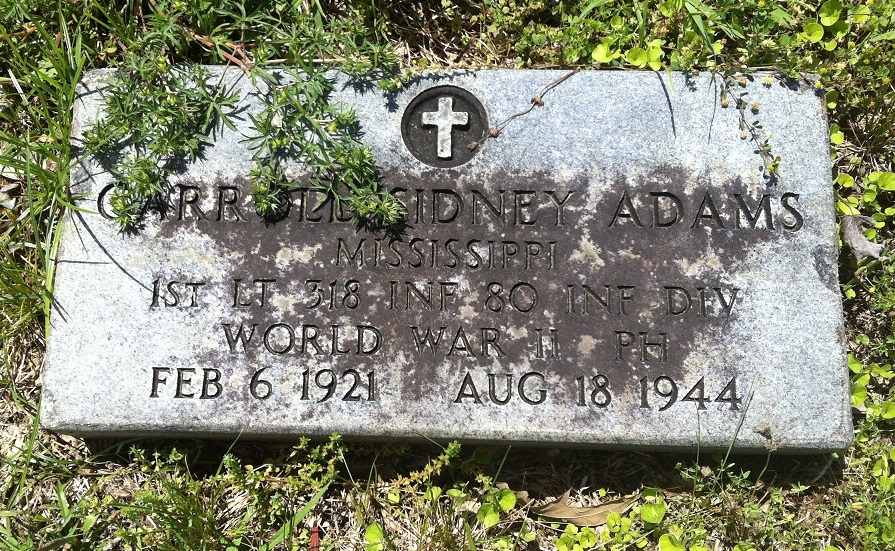 CARROLL SIDNEY ADAMS
MISSISSIPPI
1ST LT 318 INF 80 INF DIV
WORLD WAR II PH
FEB 6 1921 AUG 18 1944